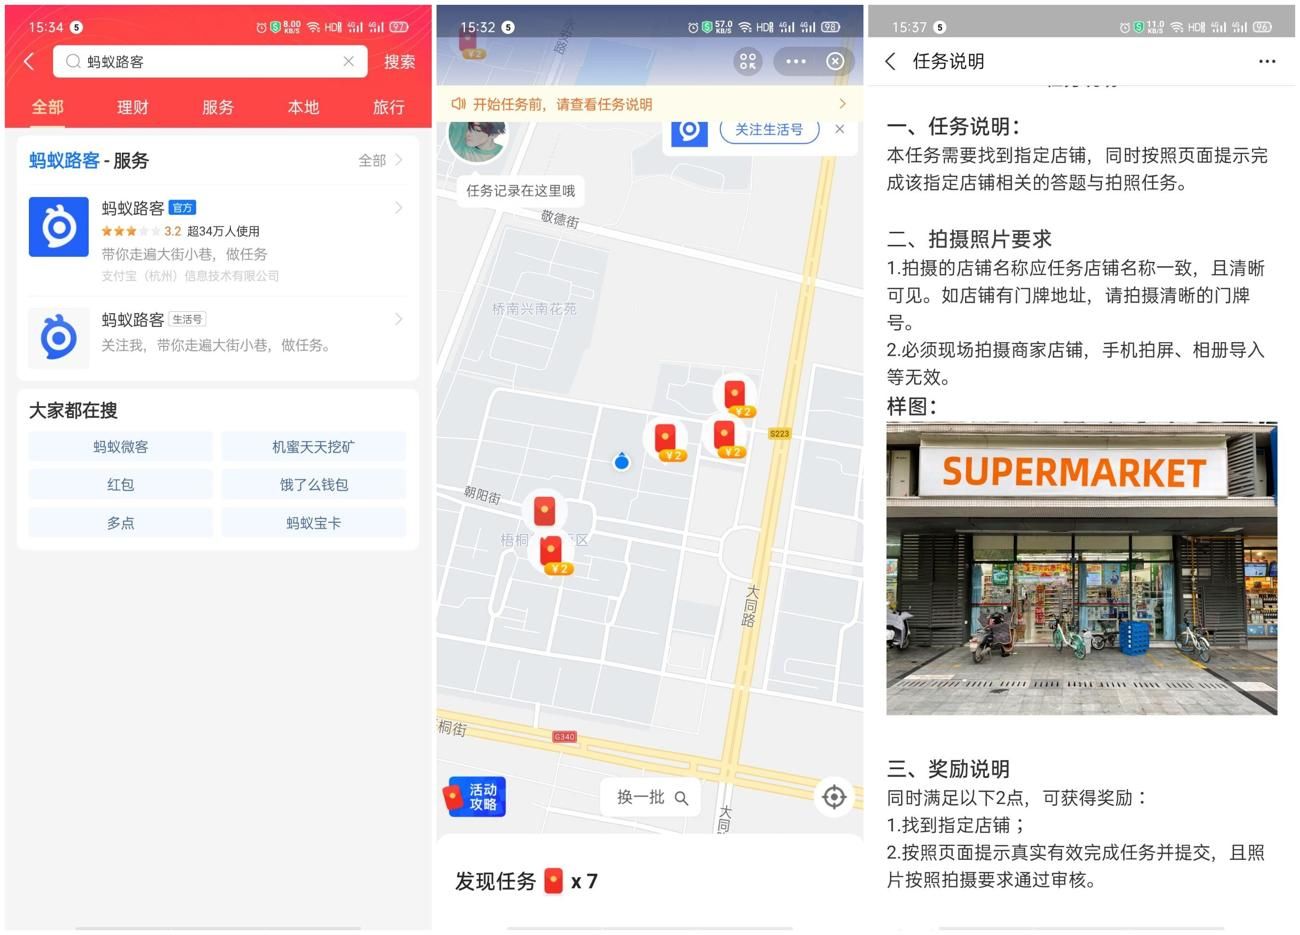 15:34 5
8.00 KB/S HD 4G 4G 97
蚂蚁路客
搜索
全部 理财 服务 本地 旅行
蚂蚁路客 - 服务
全部
蚂蚁路客 官方
3.2 超34万人使用
带你走遍大街小巷，做任务
支付宝（杭州）信息技术有限公司
蚂蚁路客 生活号
关注我，带你走遍大街小巷，做任务。
大家都在搜
蚂蚁微客 机蜜天天挖矿
红包 饿了么钱包
多点 蚂蚁宝卡
15:32 5
57.0 KB/S HD 4G 4G 98
¥2
开始任务前，请查看任务说明
关注生活号
任务记录在这里哦
敬德街
桥南兴南花苑
¥2
¥2
¥2
S223
朝阳街
梧桐
区
¥2
大同路
桐街
G340
活动
攻略
换一批
大同
发现任务 x 7
15:37 5
11.0 KB/S HD 4G 4G 96
任务说明
一、任务说明：
本任务需要找到指定店铺，同时按照页面提示完
成该指定店铺相关的答题与拍照任务。
二、拍摄照片要求
1.拍摄的店铺名称应任务店铺名称一致，且清晰
可见。如店铺有门牌地址，请拍摄清晰的门牌
号。
2.必须现场拍摄商家店铺，手机拍屏、相册导入
等无效。
样图：
SUPERMARKET
三、奖励说明
同时满足以下2点，可获得奖励：
1.找到指定店铺；
2.按照页面提示真实有效完成任务并提交，且照
片按照拍摄要求通过审核。